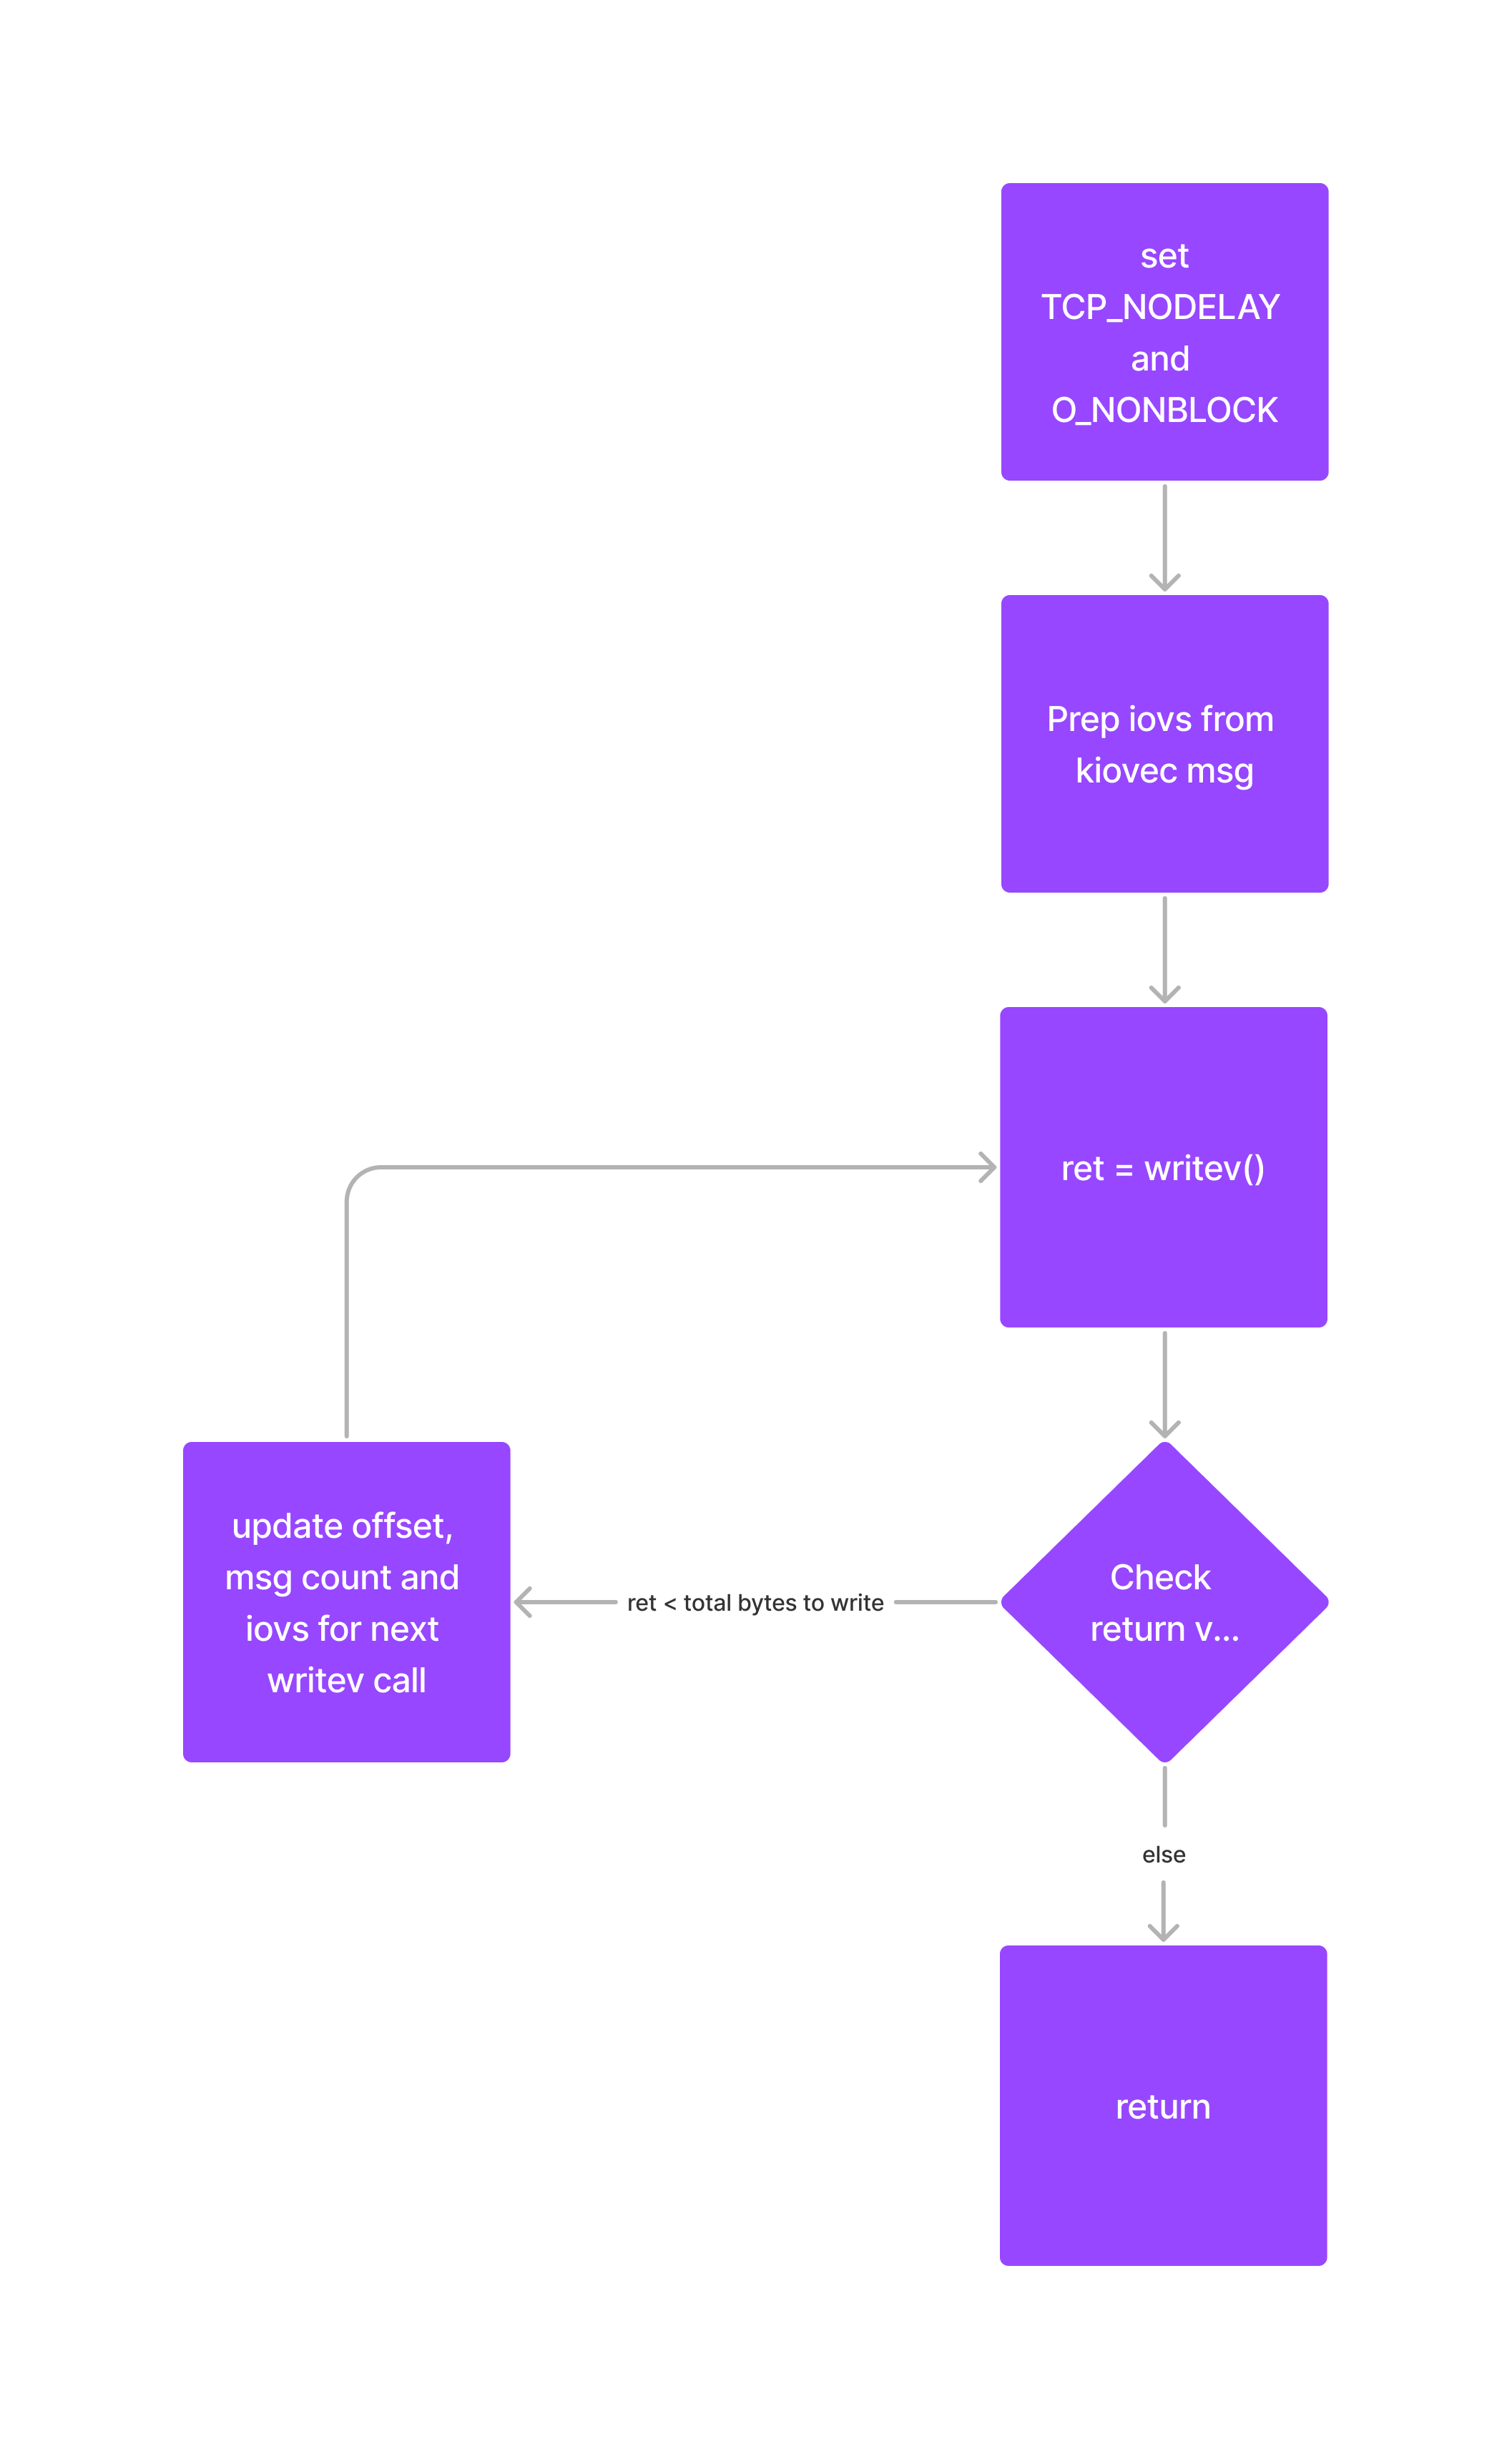 set
TCP_NODELAY
and
O_NONBLOCK
Prep iovs from
kiovec msg
ret = writev()
Check
return v...
ret < total bytes to write
update offset,
msg count and
iovs for next
writev call
else
return